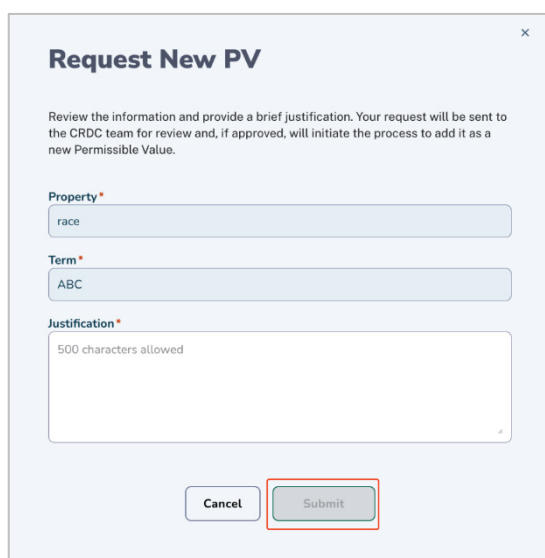 ×
Request New PV
Review the information and provide a brief justification. Your request will be sent to
the CRDC team for review and, if approved, will initiate the process to add it as a
new Permissible Value.
Property*
race
Term*
ABC
Justification*
500 characters allowed
Cancel Submit